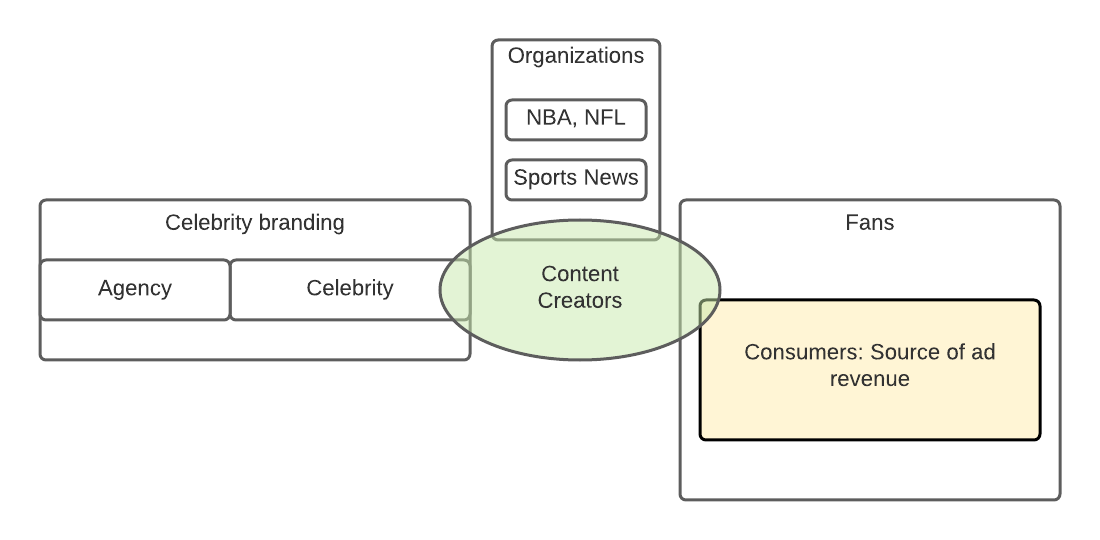 Organizations
NBA, NFL
Sports News
Celebrity branding
Agency
Celebrity
Content
Creators
Fans
Consumers: Source of ad
revenue